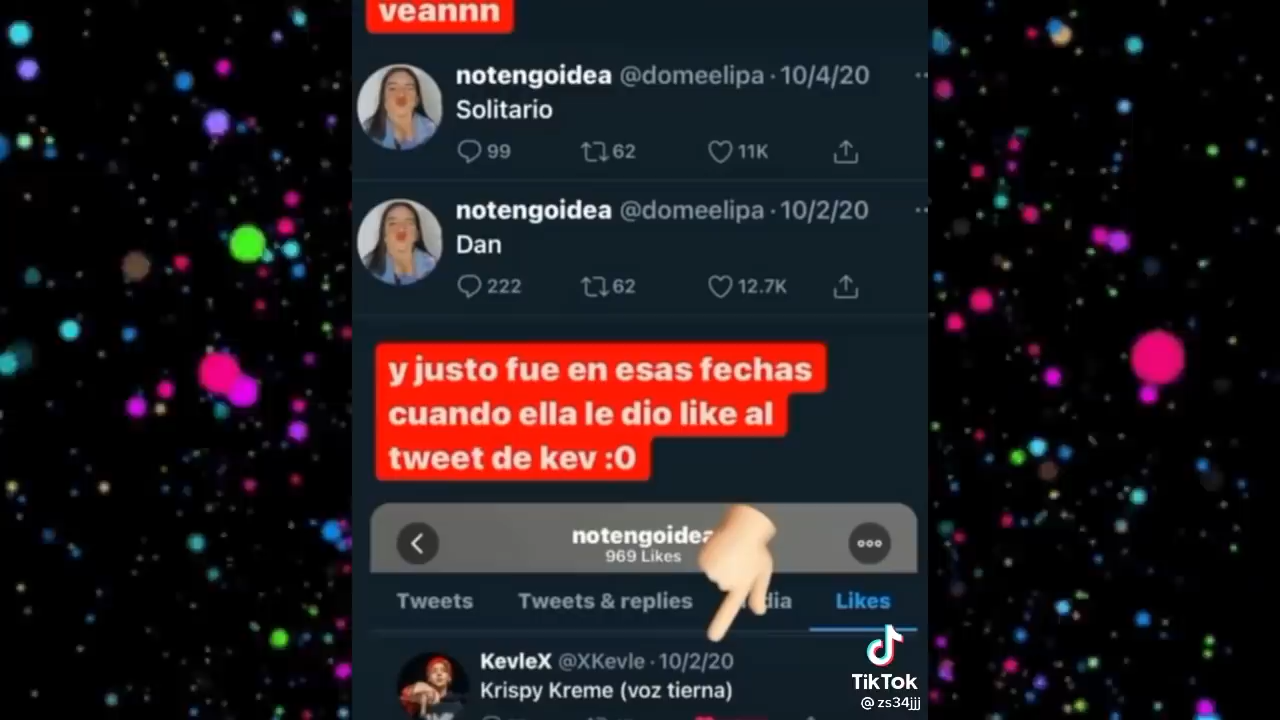 veannn
notengoidea @domeelipa · 10/4/20
Solitario
99 62 11K
notengoidea @domeelipa · 10/2/20
Dan
222 62 12.7K
y justo fue en esas fechas
cuando ella le dio like al
tweet de kev :0
notengoidea
969 Likes
Tweets Tweets & replies Likes
KevleX @XKevle · 10/2/20
Krispy Kreme (voz tierna)
TikTok
@zs34jjj